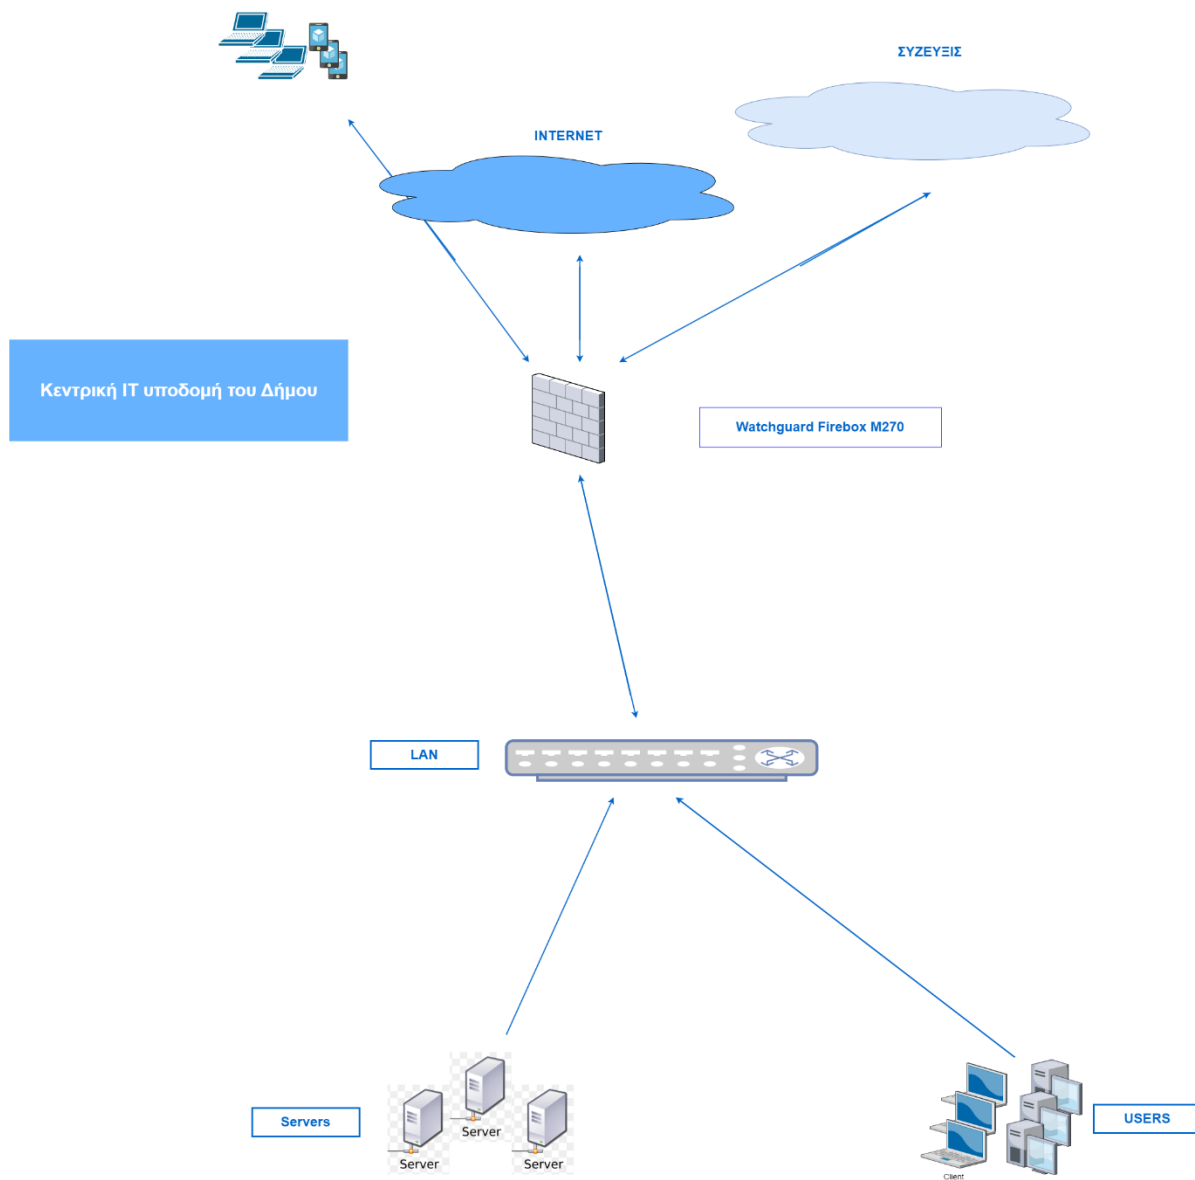 ΣΥΖΕΥΞΙΣ
INTERNET
Κεντρική IT υποδομή του Δήμου
Watchguard Firebox M270
LAN
Servers
Server
Server
Server
USERS
Client